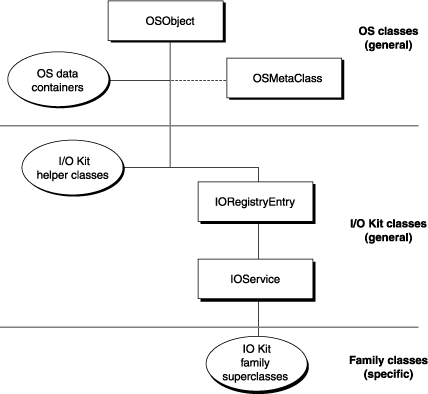 OSObject
OS classes
(general)
OS data
containers
OSMetaClass
I/O Kit
helper classes
IORegistryEntry
I/O Kit classes
(general)
IOService
IO Kit
family
superclasses
Family classes
(specific)